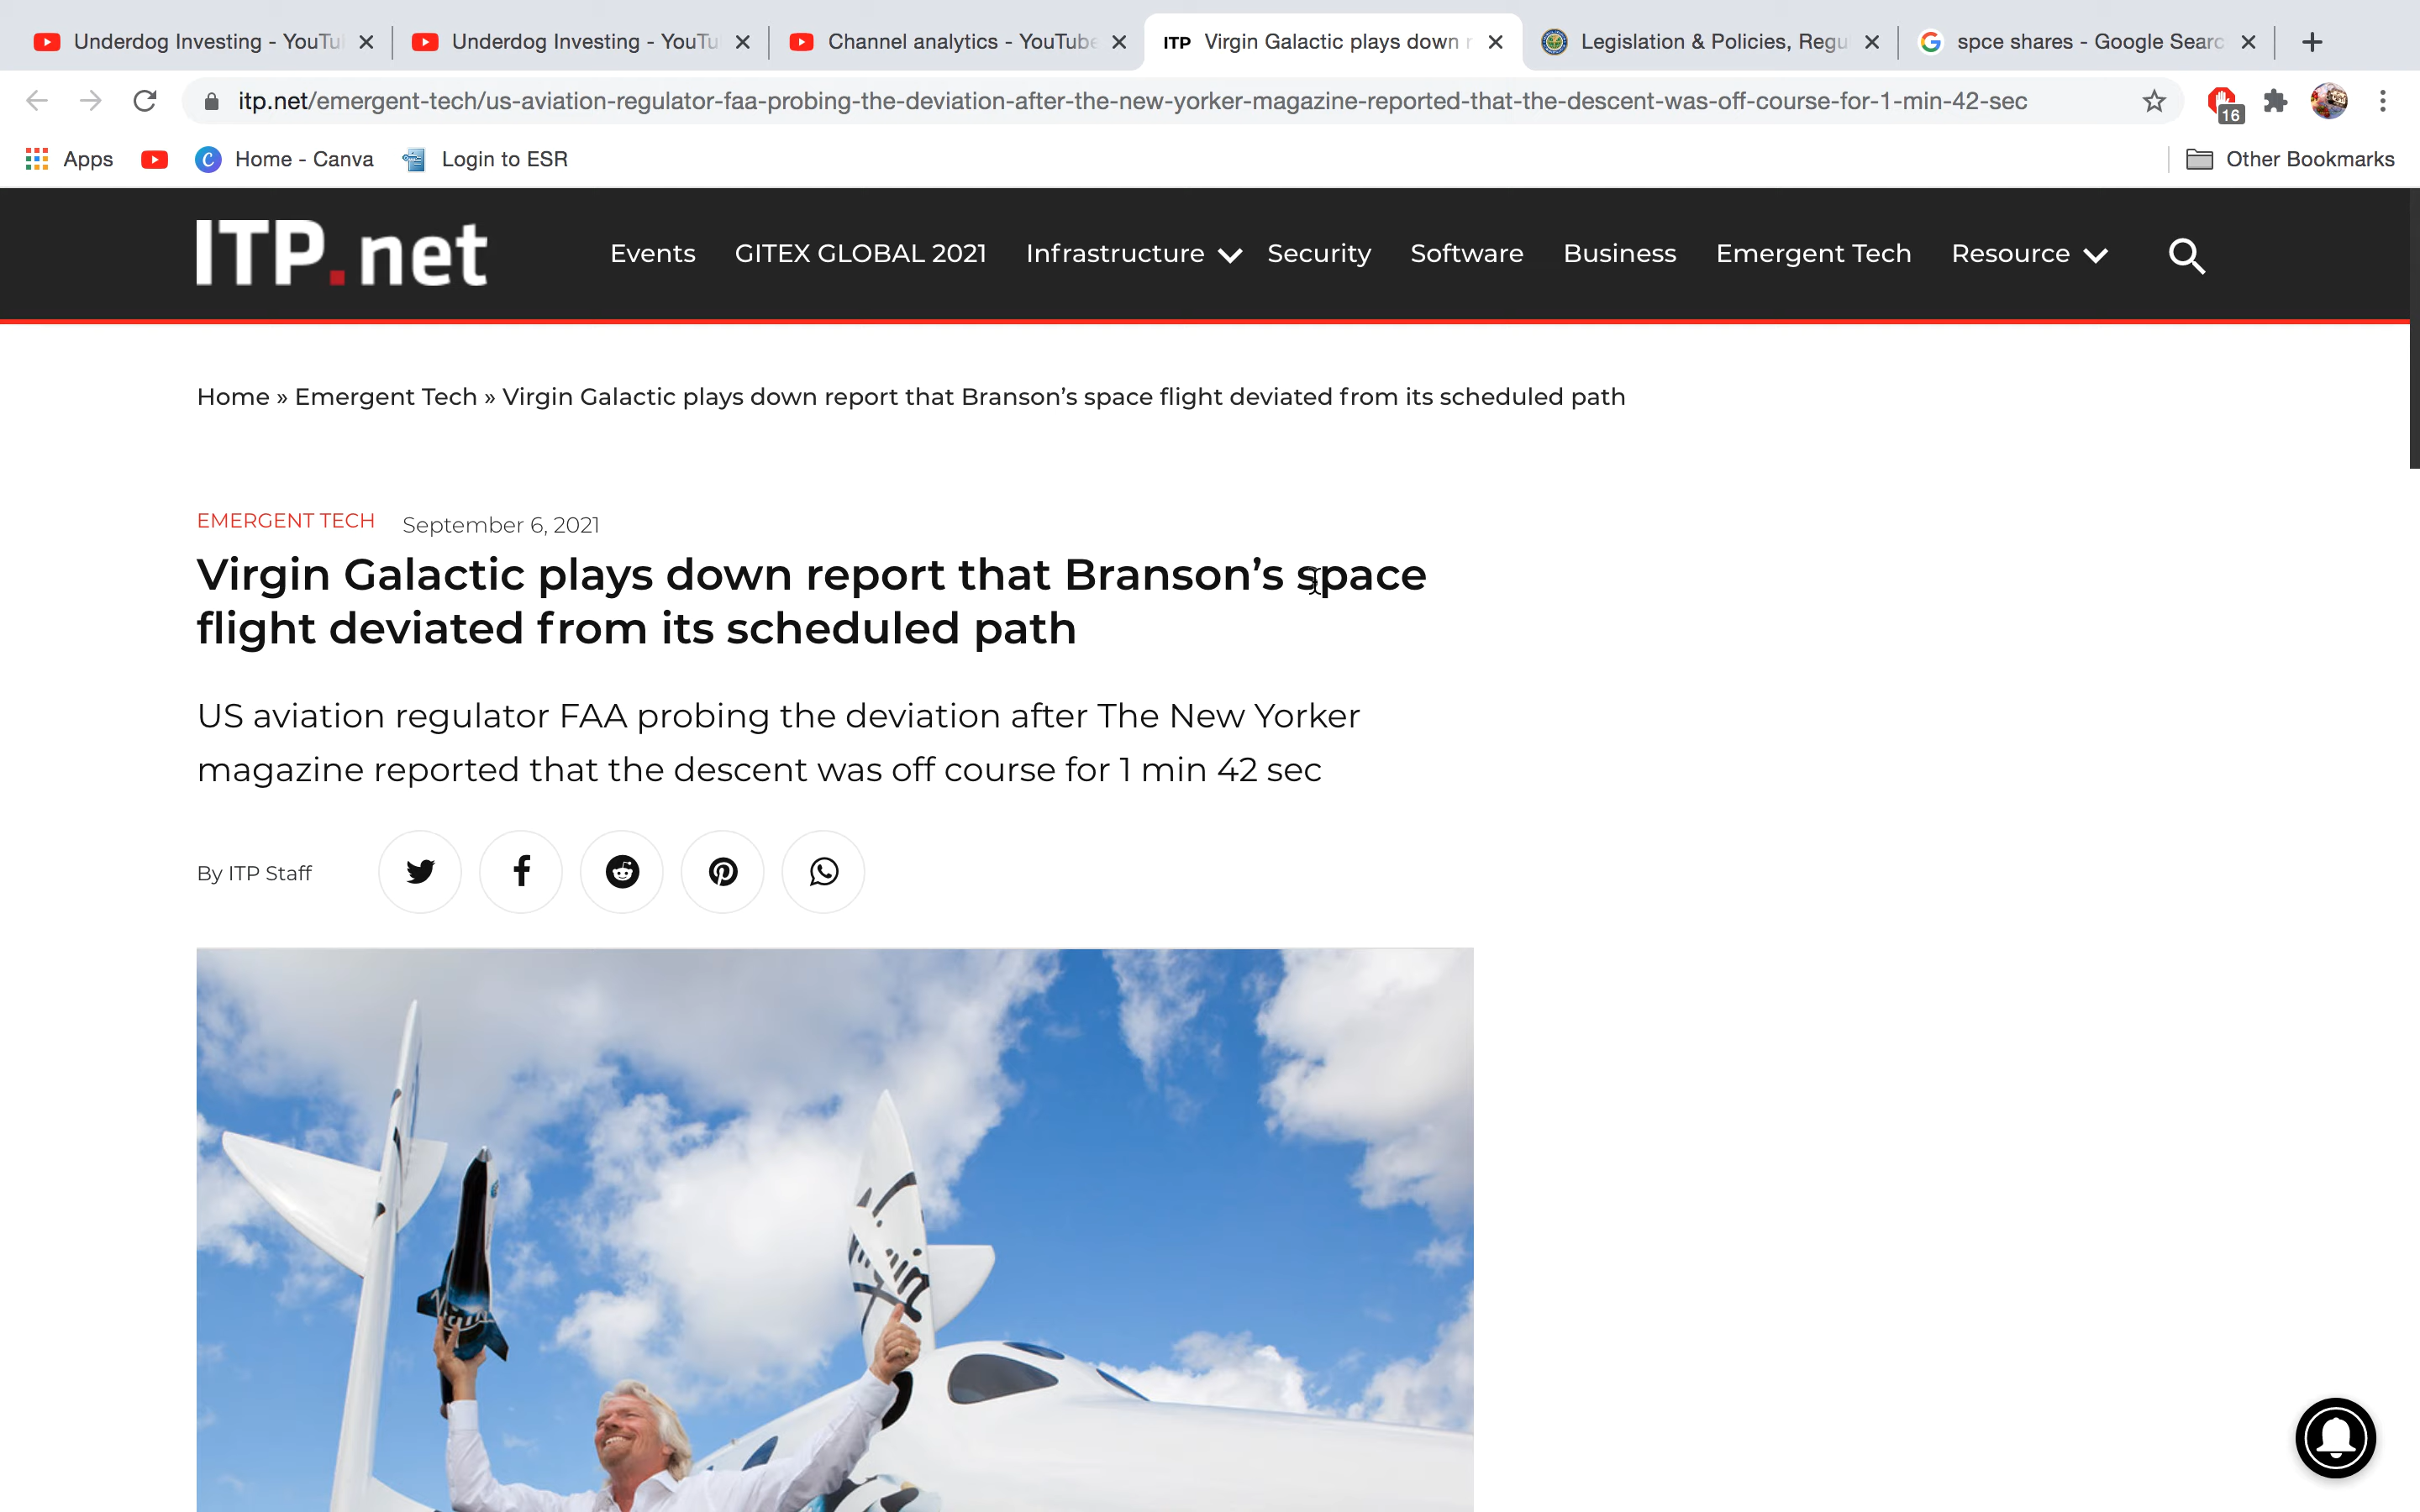 Underdog Investing - YouTu
Underdog Investing - YouTu
Channel analytics - YouTube
ITP Virgin Galactic plays down r
Legislation & Policies, Regu
spce shares - Google Searc
itp.net/emergent-tech/us-aviation-regulator-faa-probing-the-deviation-after-the-new-yorker-magazine-reported-that-the-descent-was-off-course-for-1-min-42-sec
16
Apps
Home - Canva
Login to ESR
Other Bookmarks
ITP.net
Events
GITEX GLOBAL 2021
Infrastructure
Security
Software
Business
Emergent Tech
Resource
Home » Emergent Tech » Virgin Galactic plays down report that Branson’s space flight deviated from its scheduled path
EMERGENT TECH
September 6, 2021
Virgin Galactic plays down report that Branson’s space
flight deviated from its scheduled path
US aviation regulator FAA probing the deviation after The New Yorker
magazine reported that the descent was off course for 1 min 42 sec
By ITP Staff
Virgin